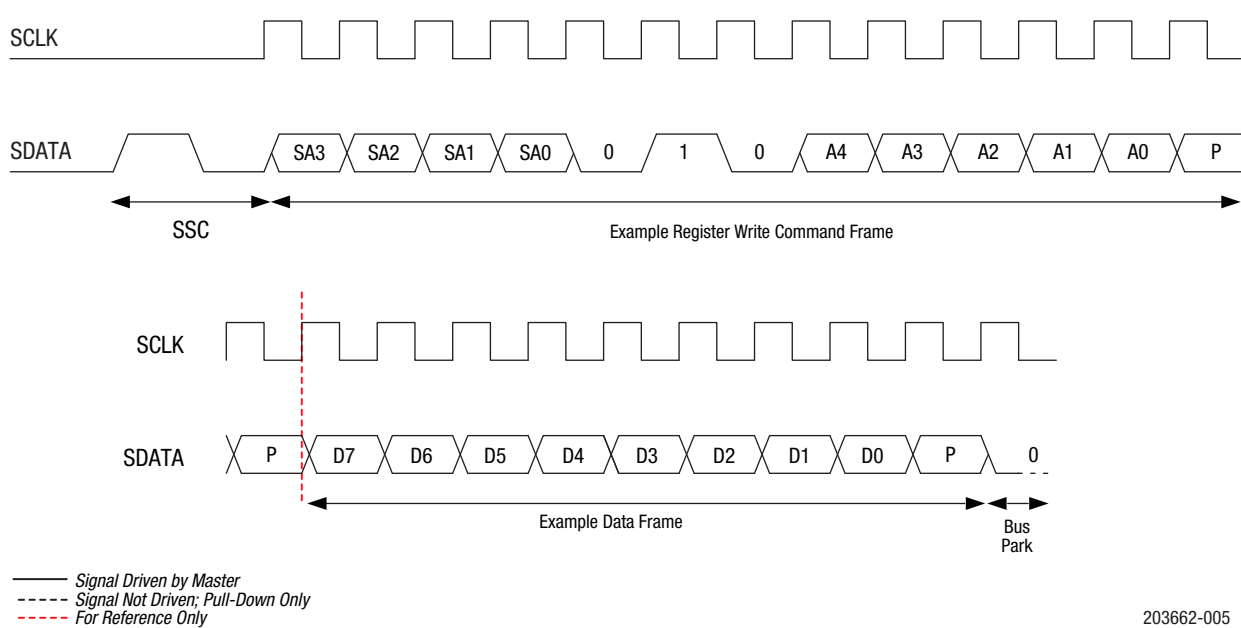 SCLK
SDATA SA3 SA2 SA1 SA0 0 1 0 A4 A3 A2 A1 A0 P
SSC
Example Register Write Command Frame
SCLK
SDATA P D7 D6 D5 D4 D3 D2 D1 D0 P 0
Example Data Frame
Bus
Park
Signal Driven by Master
Signal Not Driven; Pull-Down Only
For Reference Only
203662-005